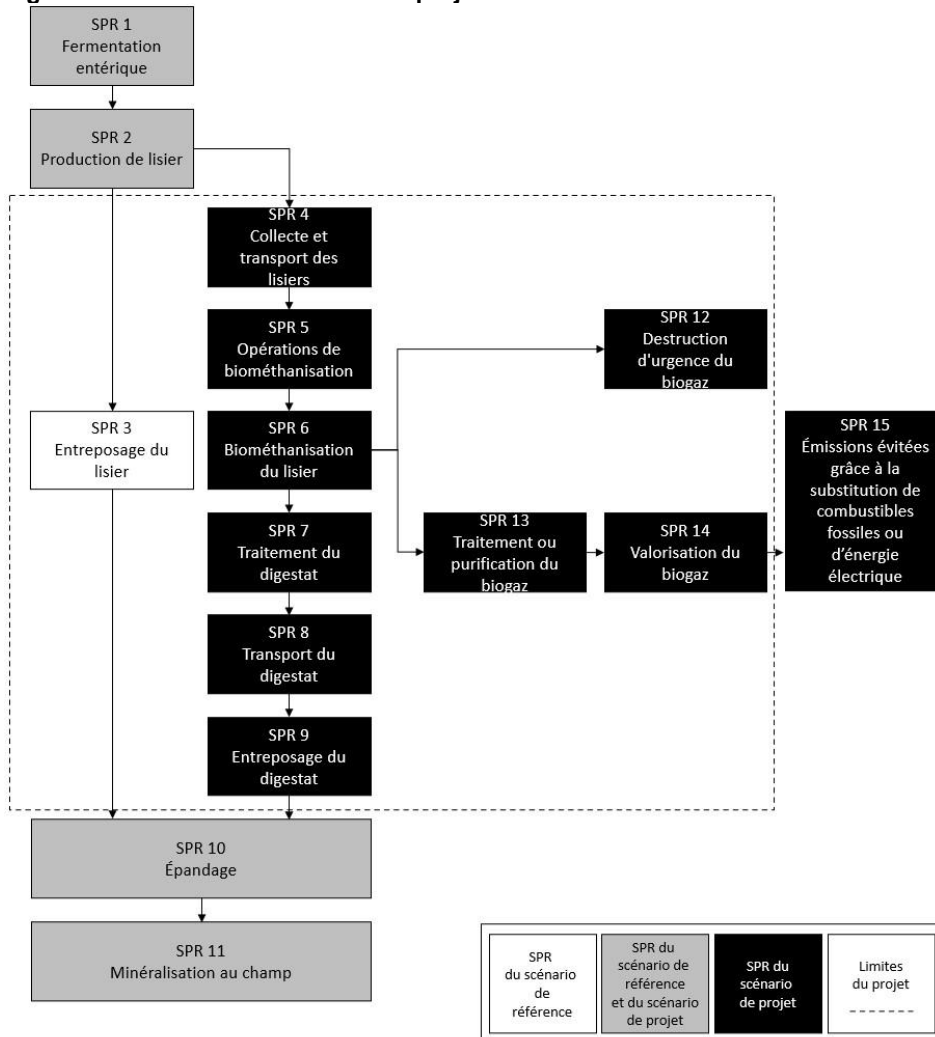 SPR 1
Fermentation
entérique
SPR 2
Production de lisier
SPR 4
Collecte et
transport des
lisiers
SPR 5
Opérations de
biométhanisation
SPR 12
Destruction
d'urgence du
biogaz
SPR 3
Entreposage du
lisier
SPR 6
Biométhanisation
du lisier
SPR 15
Émissions évitées
grâce à la
substitution de
combustibles
fossiles ou
d'énergie
électrique
SPR 7
Traitement du
digestat
SPR 13
Traitement ou
purification du
biogaz
SPR 14
Valorisation du
biogaz
SPR 8
Transport du
digestat
SPR 9
Entreposage du
digestat
SPR 10
Épandage
SPR 11
Minéralisation au champ
SPR
du scénario
de
référence
SPR du
scénario de
référence
et du scénario
de projet
SPR du
scénario
de projet
Limites
du projet